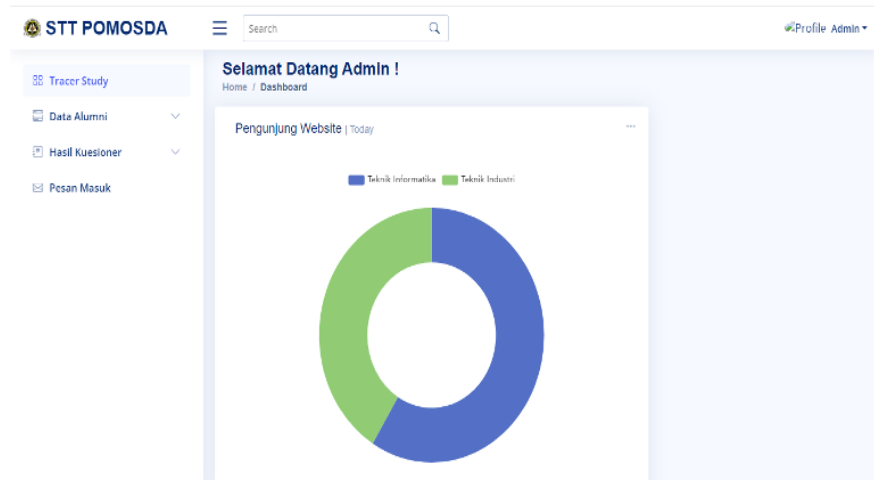 STT POMOSDA
Search
Profile Admin
Tracer Study
Data Alumni
Hasil Kuesioner
Pesan Masuk
Selamat Datang Admin !
Home / Dashboard
Pengunjung Website | Today
Teknik Informatika Teknik Industri